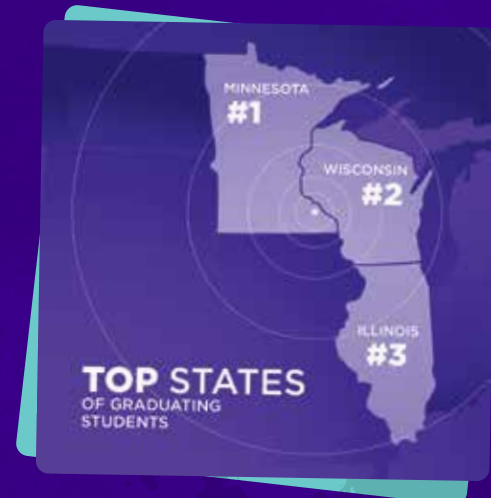 MINNESOTA
#1
WISCONSIN
#2
ILLINOIS
#3
TOP STATES
OF GRADUATING
STUDENTS